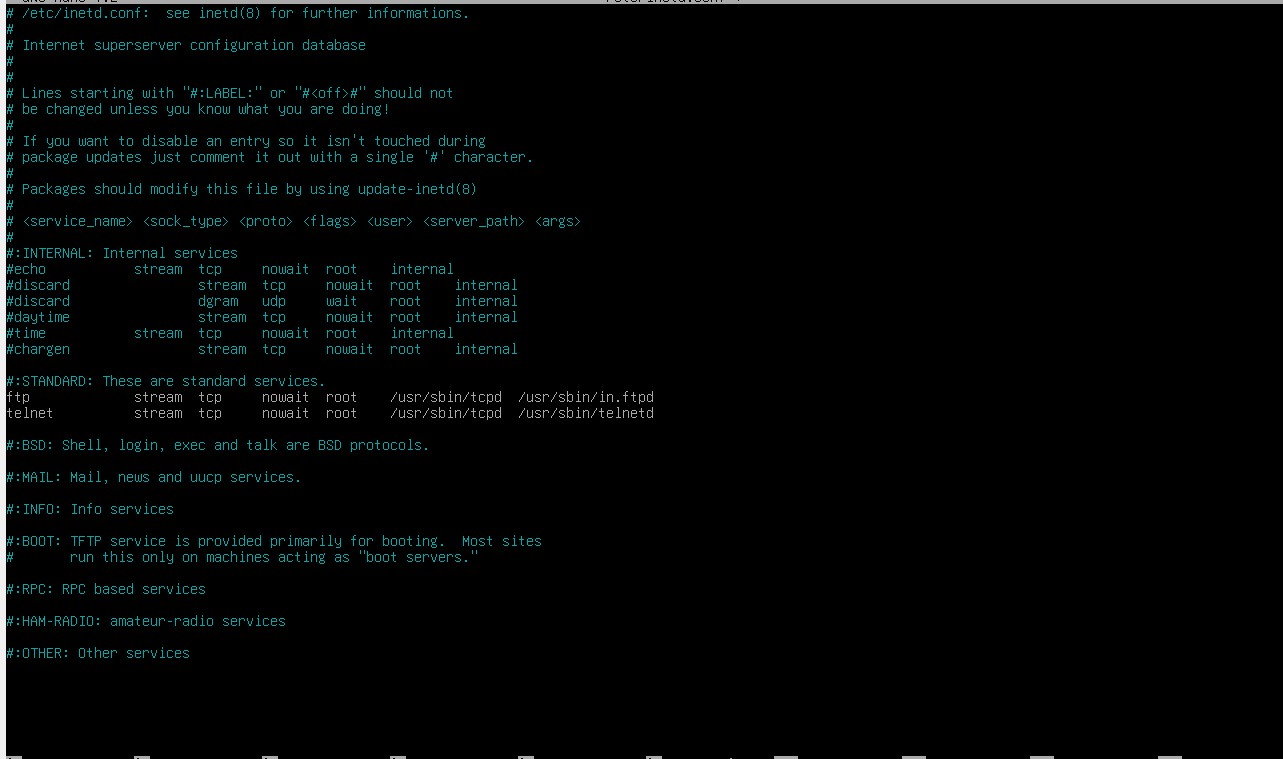 # /etc/inetd.conf:  see inetd(8) for further informations.
#
# Internet superserver configuration database
#
#
# Lines starting with "#:LABEL:" or "#<off>#" should not
# be changed unless you know what you are doing!
#
# If you want to disable an entry so it isn't touched during
# package updates just comment it out with a single '#' character.
#
# Packages should modify this file by using update-inetd(8)
#
# <service_name> <sock_type> <proto> <flags> <user> <server_path> <args>
#
#:INTERNAL: Internal services
#echo           stream  tcp     nowait  root    internal
#discard                stream  tcp     nowait  root    internal
#discard                dgram   udp     wait    root    internal
#daytime                stream  tcp     nowait  root    internal
#time           stream  tcp     nowait  root    internal
#chargen                stream  tcp     nowait  root    internal
#:STANDARD: These are standard services.
ftp             stream  tcp     nowait  root    /usr/sbin/tcpd  /usr/sbin/in.ftpd
telnet          stream  tcp     nowait  root    /usr/sbin/tcpd  /usr/sbin/telnetd
#:BSD: Shell, login, exec and talk are BSD protocols.
#:MAIL: Mail, news and uucp services.
#:INFO: Info services
#:BOOT: TFTP service is provided primarily for booting.  Most sites
#       run this only on machines acting as "boot servers."
#:RPC: RPC based services
#:HAM-RADIO: amateur-radio services
#:OTHER: Other services